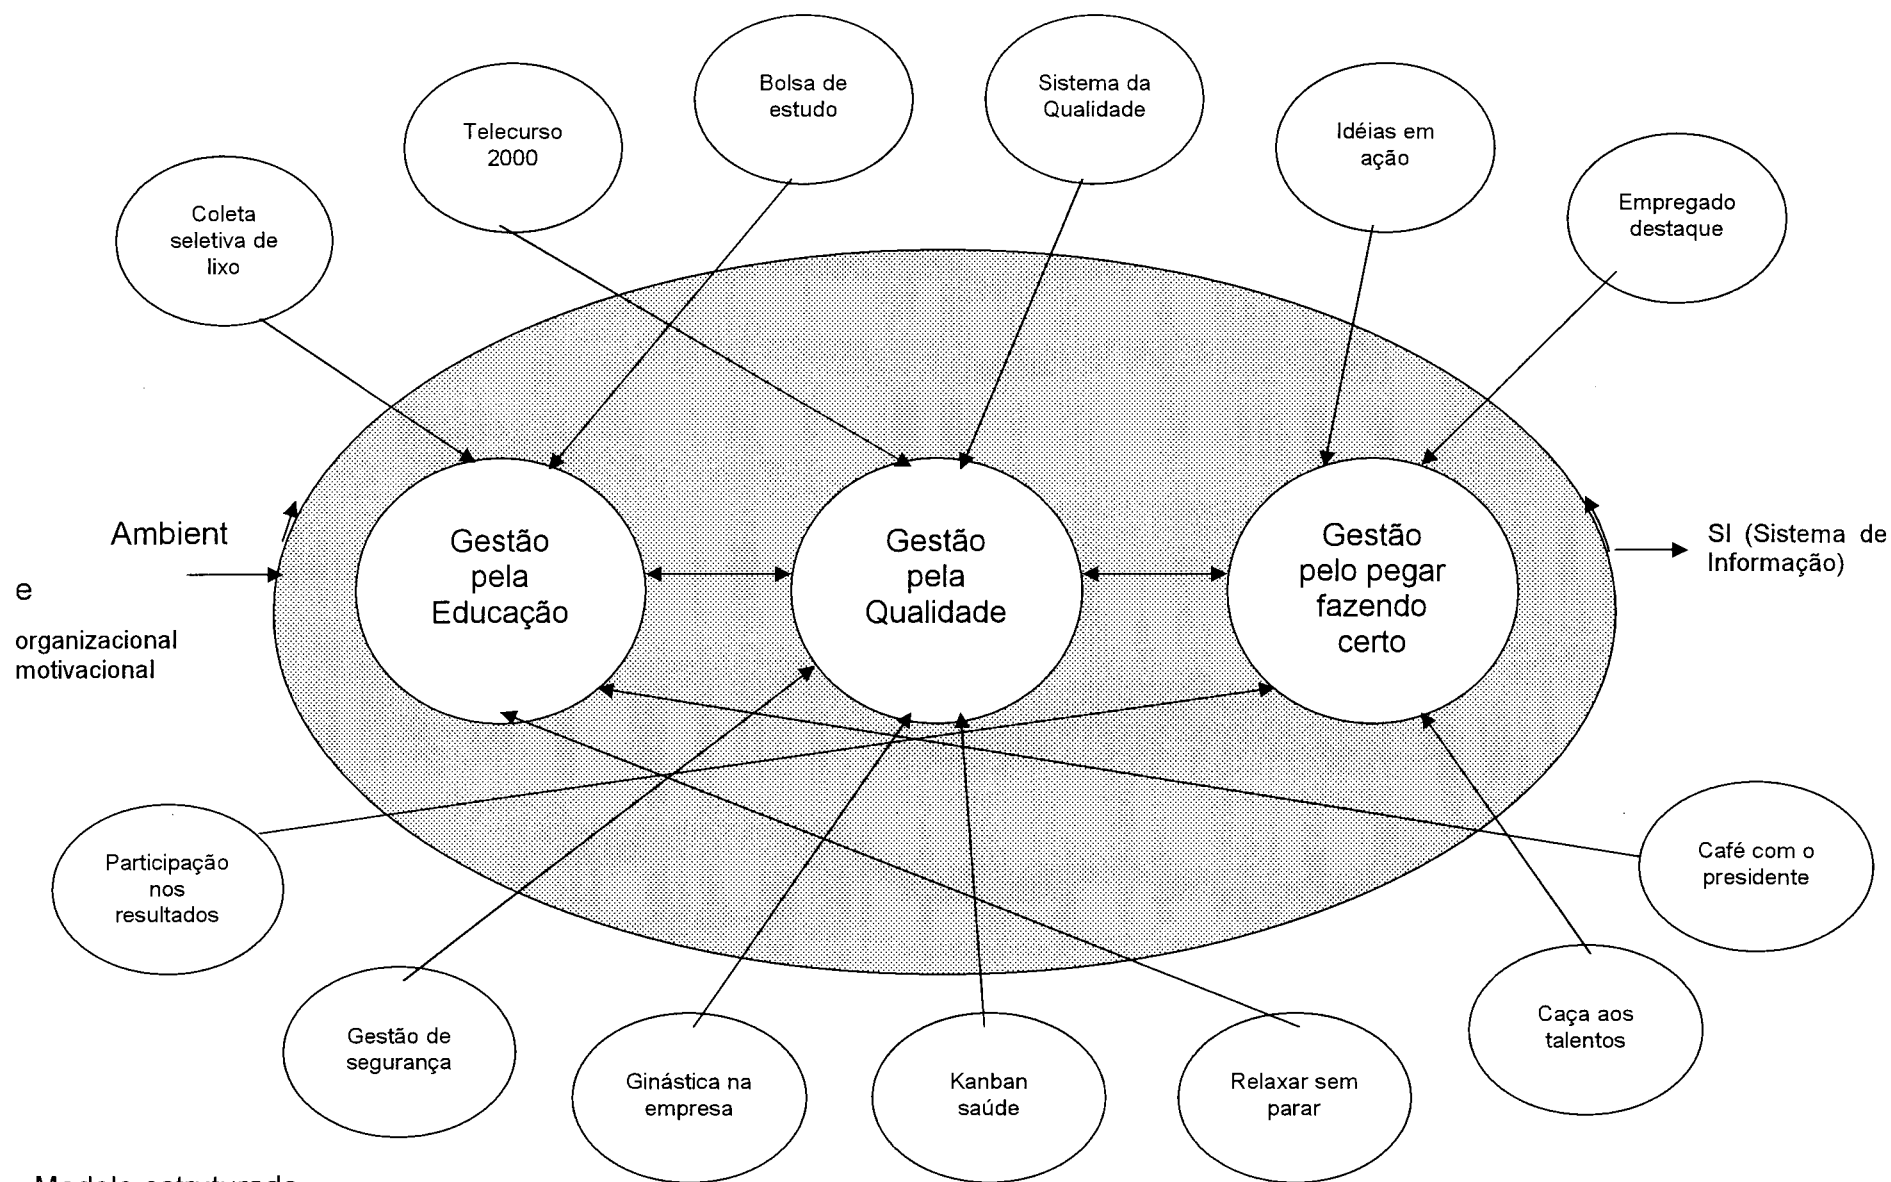 Bolsa de
estudo
Sistema da
Qualidade
Telecurso
2000
Idéias em
ação
Coleta
seletiva de
lixo
Empregado
destaque
Ambient
e
organizacional
motivacional
Gestão
pela
Educação
Gestão
pela
Qualidade
Gestão
pelo pegar
fazendo
certo
SI (Sistema de
Informação)
Participação
nos
resultados
Café com o
presidente
Gestão de
segurança
Ginástica na
empresa
Kanban
saúde
Relaxar sem
parar
Caça aos
talentos
Modelo estruturado